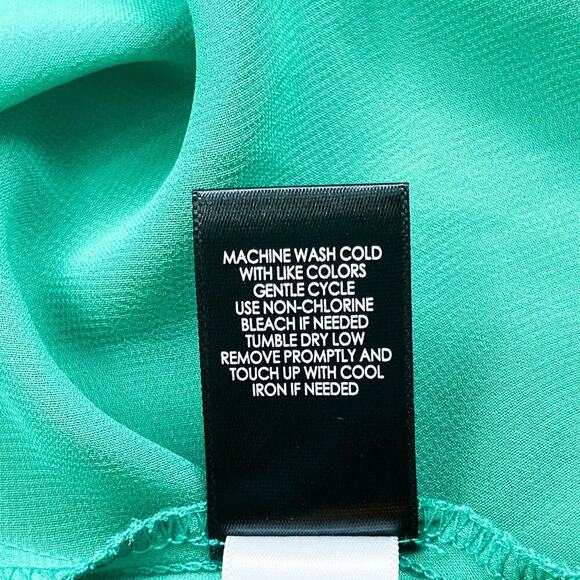 MACHINE WASH COLD
WITH LIKE COLORS
GENTLE CYCLE
USE NON-CHLORINE
BLEACH IF NEEDED
TUMBLE DRY LOW
REMOVE PROMPTLY AND
TOUCH UP WITH COOL
IRON IF NEEDED